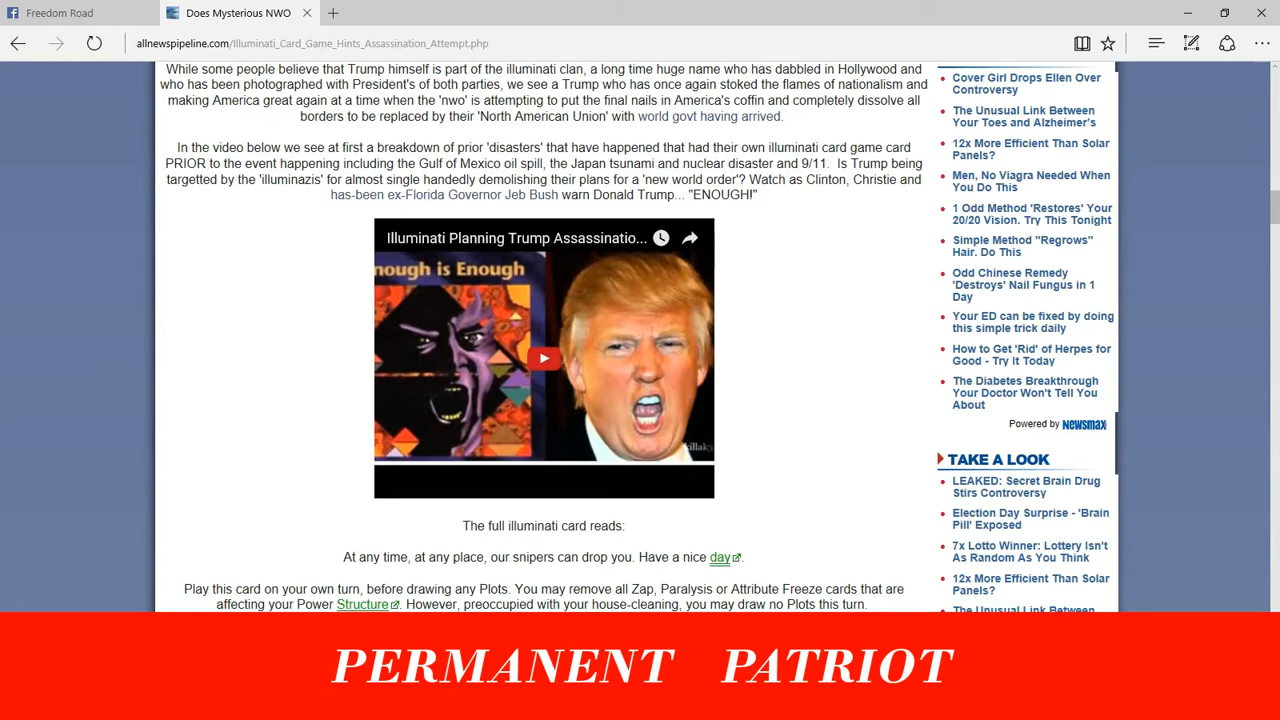 Freedom Road
Does Mysterious NWO
allnewspipeline.com/Illuminati_Card_Game_Hints_Assassination_Attempt.php
While some people believe that Trump himself is part of the illuminati clan, a long time huge name who has dabbled in Hollywood and
who has been photographed with President's of both parties, we see a Trump who has once again stoked the flames of nationalism and
making America great again at a time when the 'nwo' is attempting to put the final nails in America's coffin and completely dissolve all
borders to be replaced by their 'North American Union' with world govt having arrived.
In the video below we see at first a breakdown of prior 'disasters' that have happened that had their own illuminati card game card
PRIOR to the event happening including the Gulf of Mexico oil spill, the Japan tsunami and nuclear disaster and 9/11. Is Trump being
targetted by the 'illuminazis' for almost single handedly demolishing their plans for a 'new world order'? Watch as Clinton, Christie and
has-been ex-Florida Governor Jeb Bush warn Donald Trump... "ENOUGH!"
Illuminati Planning Trump Assassinatio...
nough is Enough
killak3
The full illuminati card reads:
At any time, at any place, our snipers can drop you. Have a nice day.
Play this card on your own turn, before drawing any Plots. You may remove all Zap, Paralysis or Attribute Freeze cards that are
affecting your Power Structure. However, preoccupied with your house-cleaning, you may draw no Plots this turn.
Cover Girl Drops Ellen Over
Controversy
The Unusual Link Between
Your Toes and Alzheimer's
12x More Efficient Than Solar
Panels?
Men, No Viagra Needed When
You Do This
1 Odd Method 'Restores' Your
20/20 Vision. Try This Tonight
Simple Method "Regrows"
Hair. Do This
Odd Chinese Remedy
'Destroys' Nail Fungus in 1
Day
Your ED can be fixed by doing
this simple trick daily
How to Get 'Rid' of Herpes for
Good - Try It Today
The Diabetes Breakthrough
Your Doctor Won't Tell You
About
Powered by Newsmax
TAKE A LOOK
LEAKED: Secret Brain Drug
Stirs Controversy
Election Day Surprise - 'Brain
Pill' Exposed
7x Lotto Winner: Lottery Isn't
As Random As You Think
12x More Efficient Than Solar
Panels?
The Unusual Link Between
PERMANENT PATRIOT